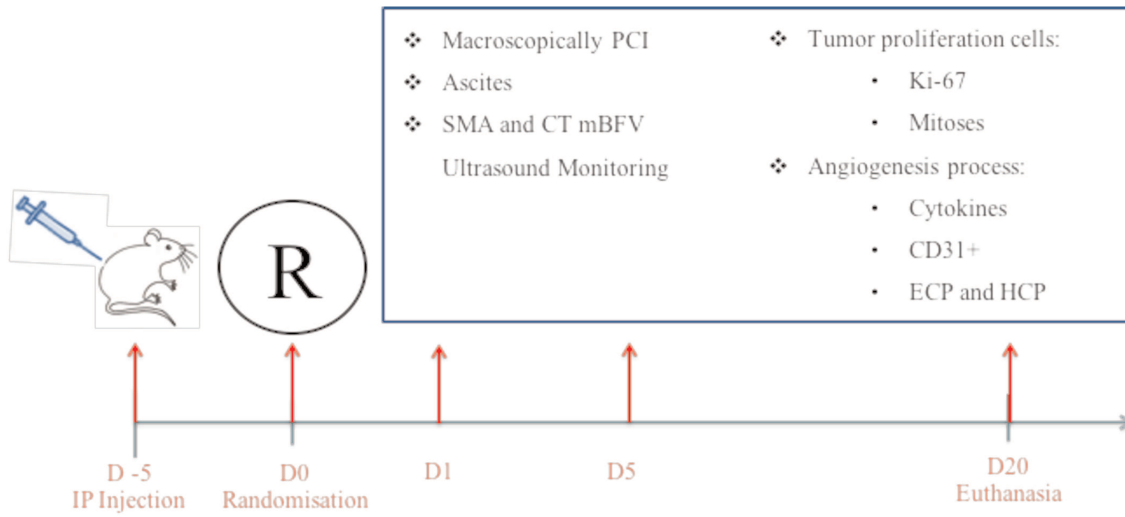 Macroscopically PCI
Ascites
SMA and CT mBFV
Ultrasound Monitoring
Tumor proliferation cells:
Ki-67
Mitoses
Angiogenesis process:
Cytokines
CD31+
ECP and HCP
R
D -5
IP Injection
D0
Randomisation
D1
D5
D20
Euthanasia